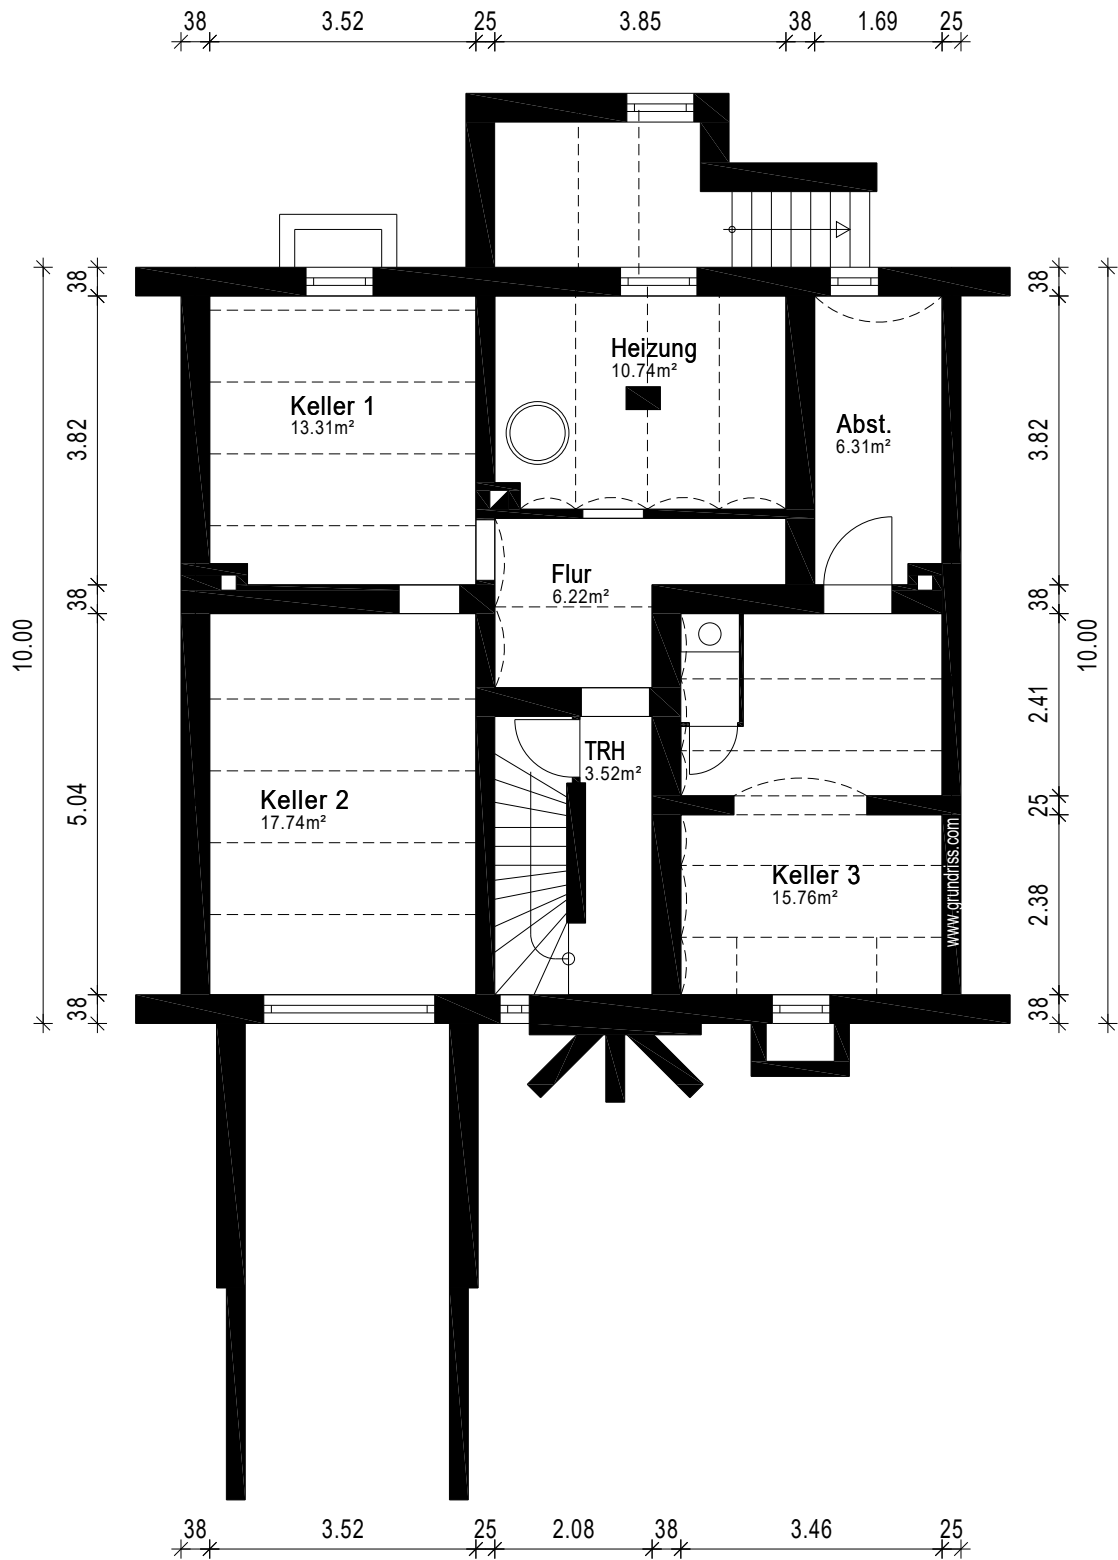 38 3.52 25 3.85 38 1.69 25
38
38
Heizung
10.74m²
Keller 1
13.31m²
Abst.
6.31m²
3.82
3.82
Flur
6.22m²
38
38
10.00
10.00
2.41
TRH
3.52m²
Keller 2
17.74m²
5.04
25
Keller 3
15.76m²
www.grundriss.com
2.38
38
38
38 3.52 25 2.08 38 3.46 25